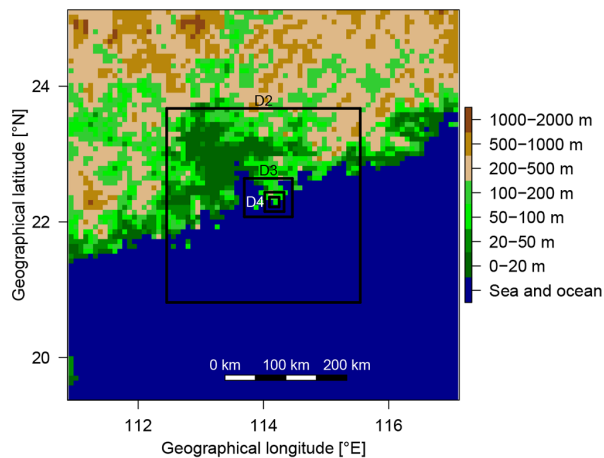 Geographical latitude [°N]
24
22
20
D2
D3
D4
0 km 100 km 200 km
112 114 116
Geographical longitude [°E]
1000−2000 m
500−1000 m
200−500 m
100−200 m
50−100 m
20−50 m
0−20 m
Sea and ocean